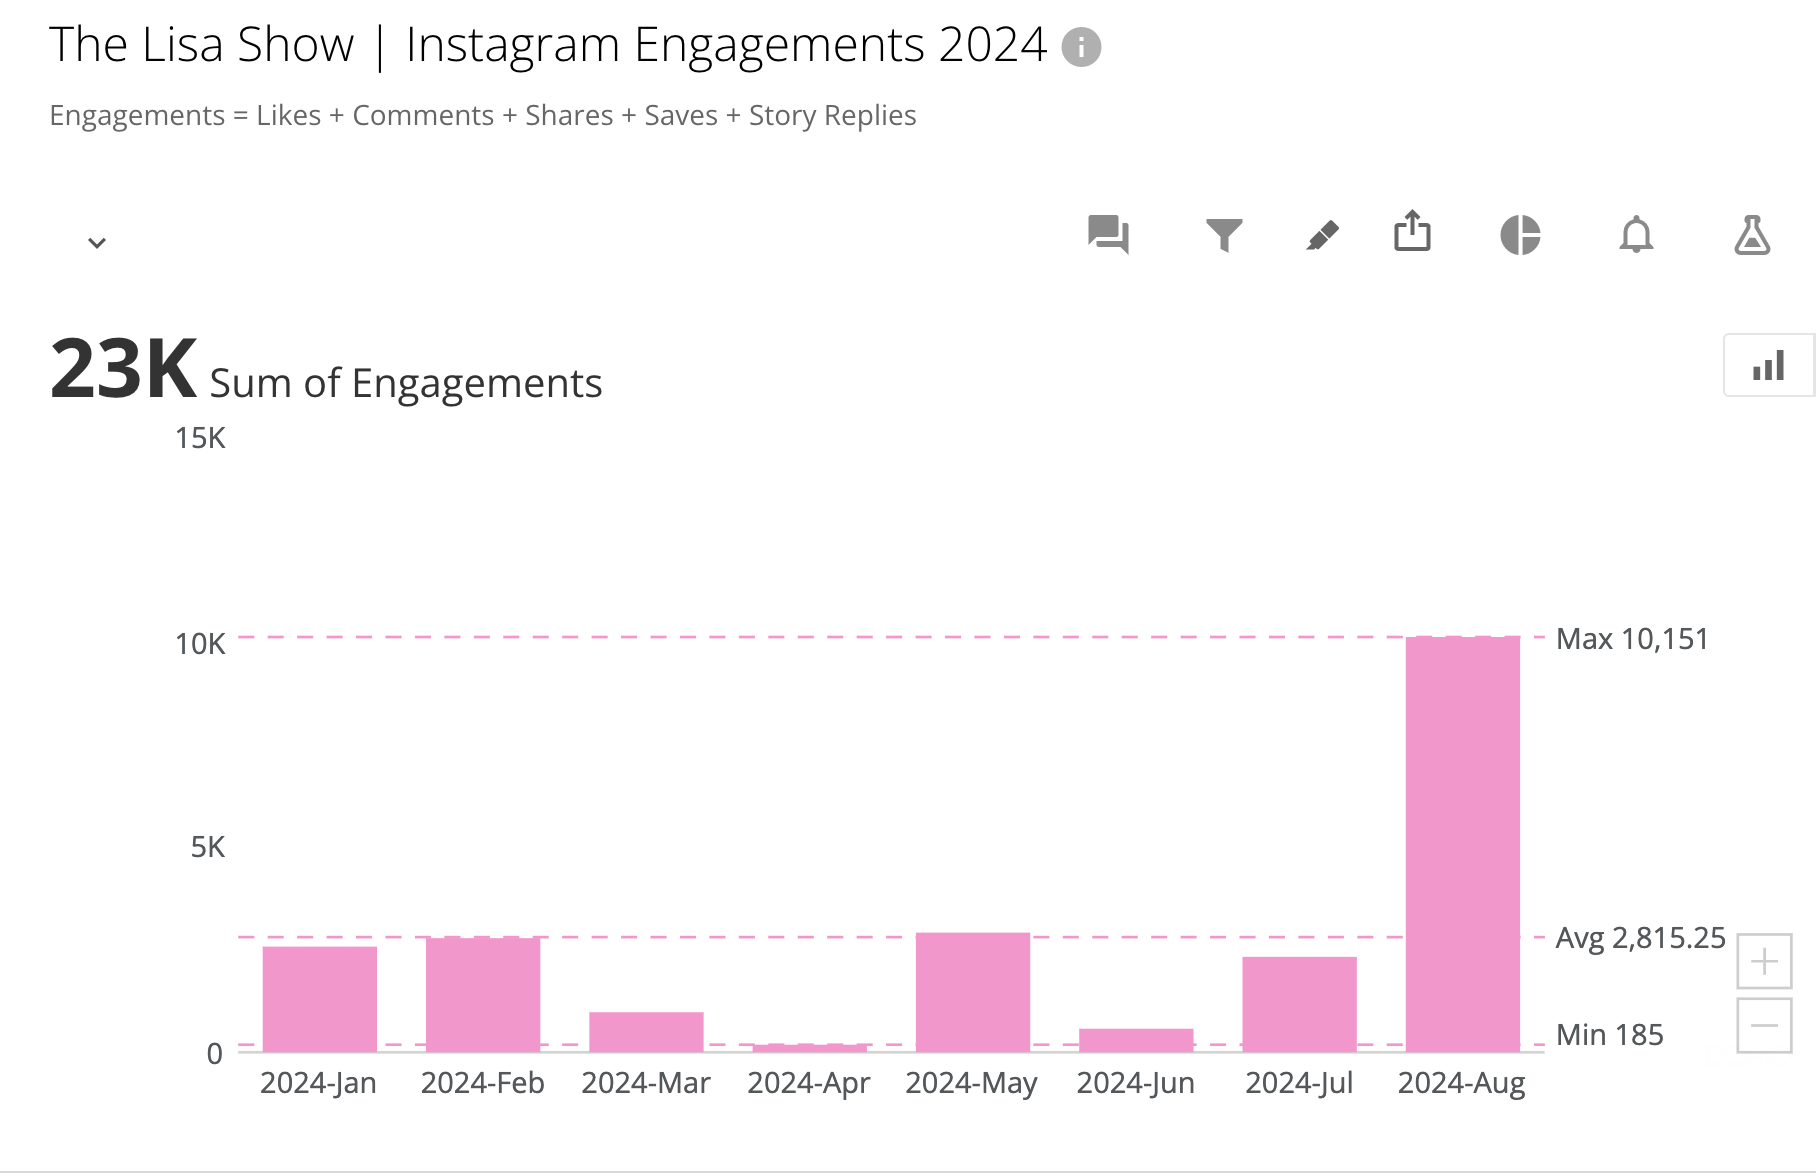 The Lisa Show | Instagram Engagements 2024
Engagements = Likes + Comments + Shares + Saves + Story Replies
23K Sum of Engagements
15K
10K
Max 10,151
5K
Avg 2,815.25
Min 185
0
2024-Jan 2024-Feb 2024-Mar 2024-Apr 2024-May 2024-Jun 2024-Jul 2024-Aug